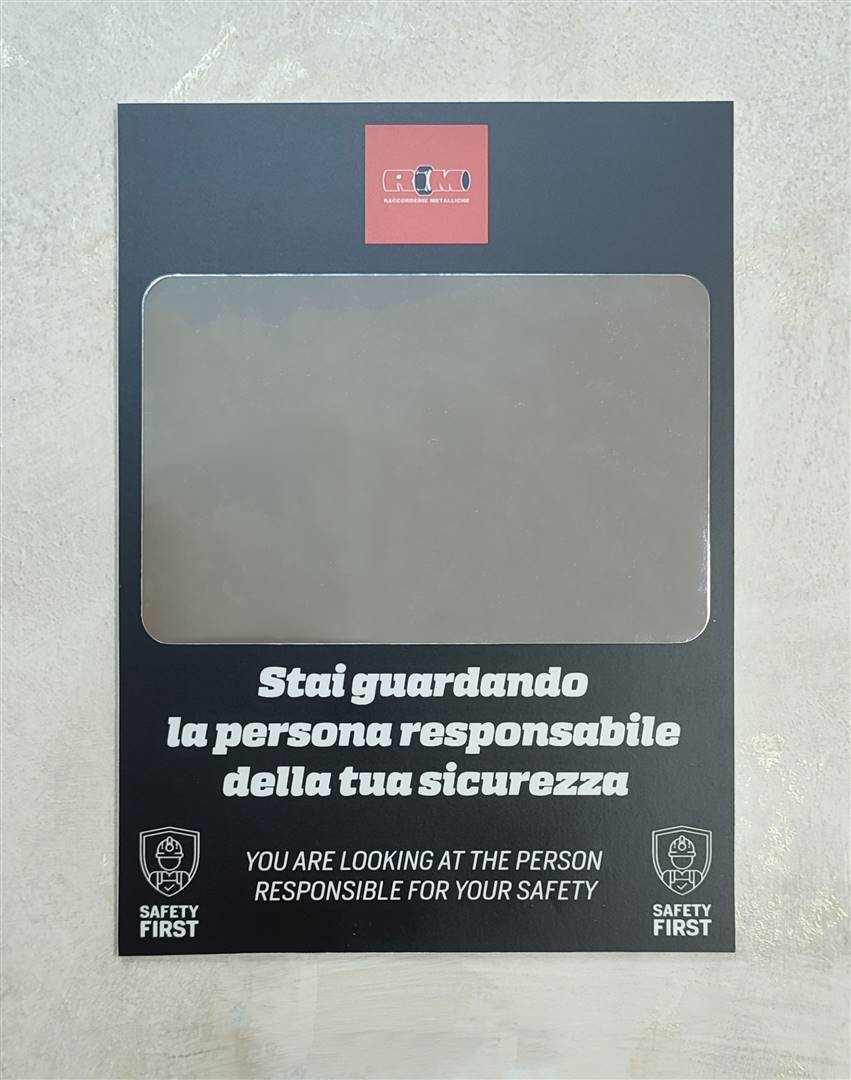 RM
RACCORDERIE METALLICHE
Stai guardando
la persona responsabile
della tua sicurezza
YOU ARE LOOKING AT THE PERSON
RESPONSIBLE FOR YOUR SAFETY
SAFETY
FIRST
SAFETY
FIRST